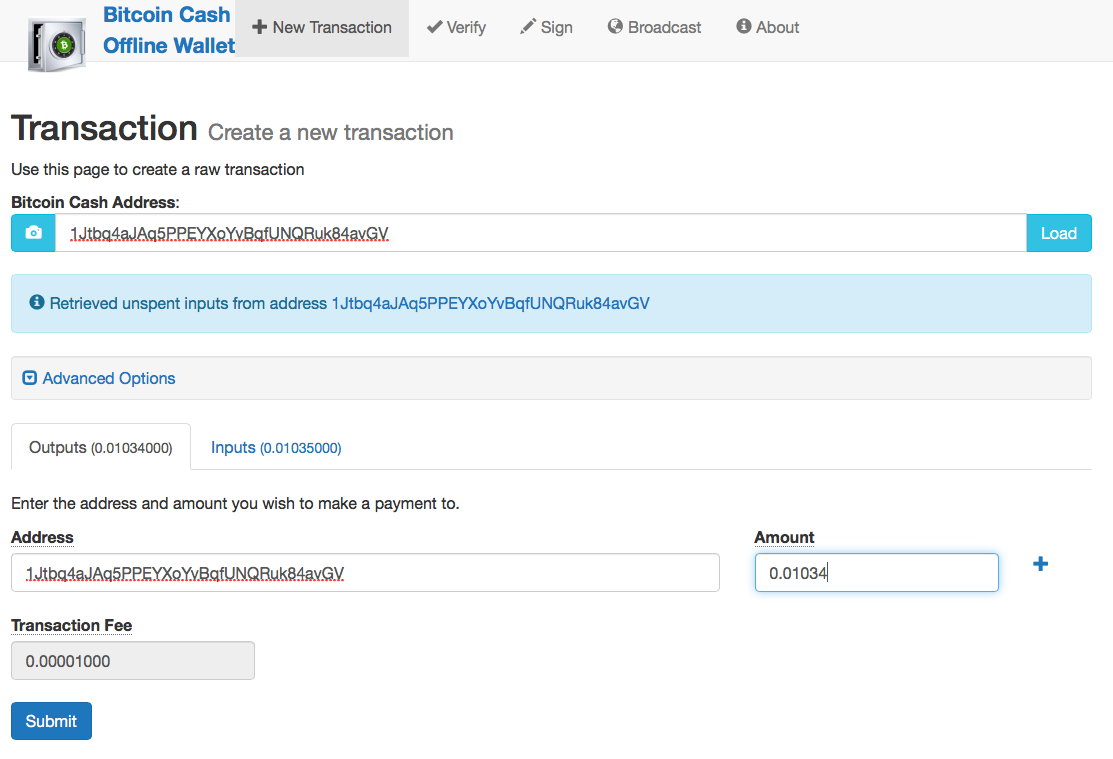 Bitcoin Cash
Offline Wallet
New Transaction Verify Sign Broadcast About
Transaction Create a new transaction
Use this page to create a raw transaction
Bitcoin Cash Address:
1Jtbq4aJAq5PPEYXoYvBqfUNQRuk84avGV Load
Retrieved unspent inputs from address 1Jtbq4aJAq5PPEYXoYvBqfUNQRuk84avGV
Advanced Options
Outputs (0.01034000) Inputs (0.01035000)
Enter the address and amount you wish to make a payment to.
Address Amount
1Jtbq4aJAq5PPEYXoYvBqfUNQRuk84avGV 0.01034
Transaction Fee
0.00001000
Submit